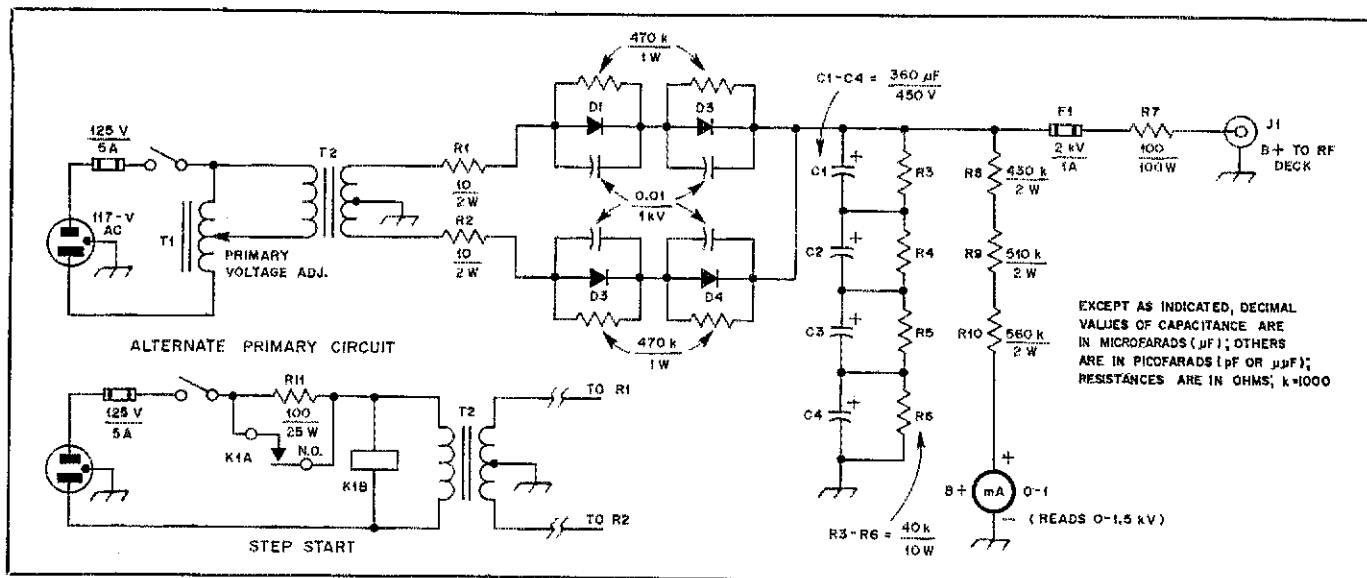 470 k
1 W
D1
D3
C1-C4 = 360 µF
450 V
125 V
5A
T2
R1
10
2 W
R2
10
2 W
0.01
1 kV
117-V
AC
T1
PRIMARY
VOLTAGE ADJ.
D3
D4
470 k
1 W
C1
+
R3
C2
+
R4
C3
+
R5
C4
+
R6
R3-R6 = 40 k
10 W
F1
2 kV
1A
R7
100
100 W
J1
B+ TO RF
DECK
R8
430 k
2 W
R9
510 k
2 W
R10
560 k
2 W
+
B+ mA 0-1
– (READS 0-1.5 kV)
EXCEPT AS INDICATED, DECIMAL
VALUES OF CAPACITANCE ARE
IN MICROFARADS (µF); OTHERS
ARE IN PICOFARADS (pF OR µµF);
RESISTANCES ARE IN OHMS; k=1000
ALTERNATE PRIMARY CIRCUIT
125 V
5A
R11
100
25 W
K1A
N.O.
K1B
T2
TO R1
TO R2
STEP START